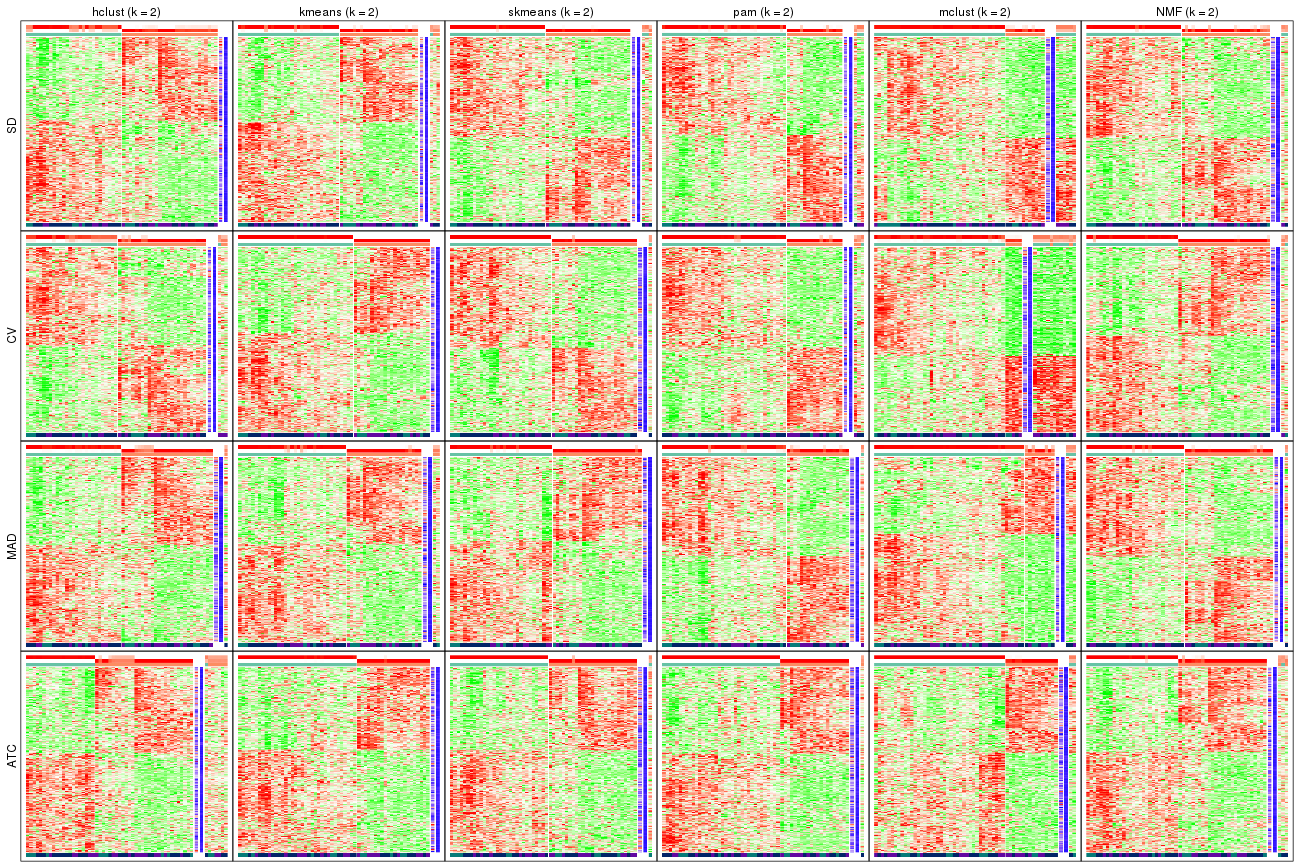 hclust (k = 2) kmeans (k = 2) skmeans (k = 2) pam (k = 2) mclust (k = 2) NMF (k = 2)
SD
CV
MAD
ATC